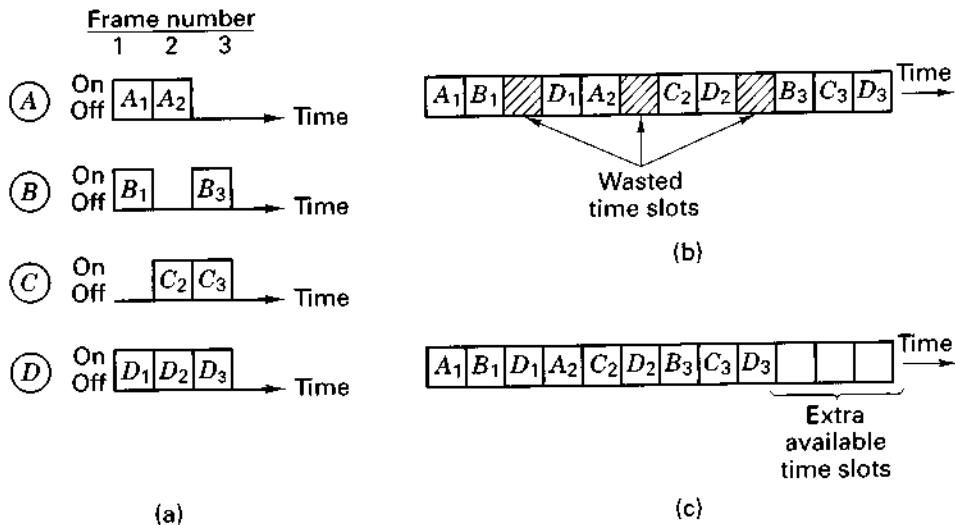 Frame number
1 2 3
A On Off A₁ A₂ Time
B On Off B₁ B₃ Time
C On Off C₂ C₃ Time
D On Off D₁ D₂ D₃ Time
(a)
A₁ B₁ D₁ A₂ C₂ D₂ B₃ C₃ D₃ Time
Wasted
time slots
(b)
A₁ B₁ D₁ A₂ C₂ D₂ B₃ C₃ D₃ Time
Extra
available
time slots
(c)